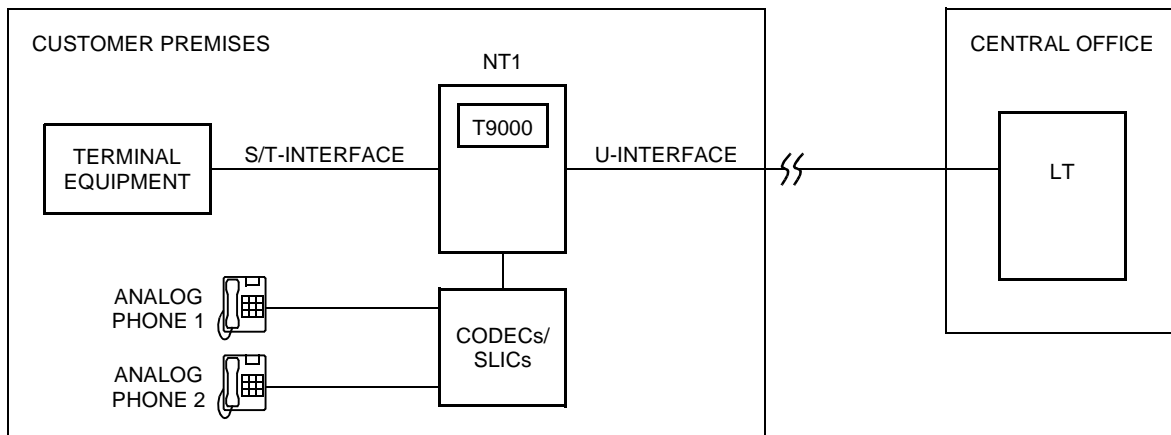 CUSTOMER PREMISES
NT1
T9000
TERMINAL
EQUIPMENT
S/T-INTERFACE
U-INTERFACE
ANALOG
PHONE 1
ANALOG
PHONE 2
CODECs/
SLICs
CENTRAL OFFICE
LT